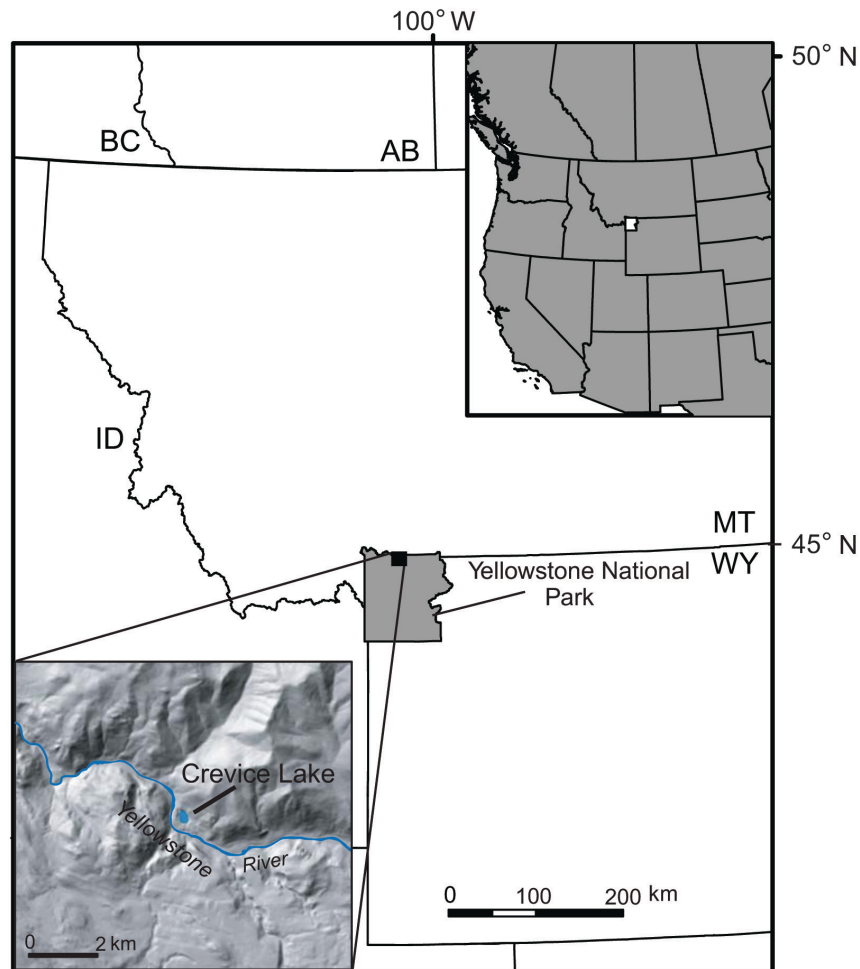 100° W
50° N
BC
AB
ID
MT
45° N
WY
Yellowstone National
Park
Crevice Lake
Yellowstone
River
0 100 200 km
0 2 km